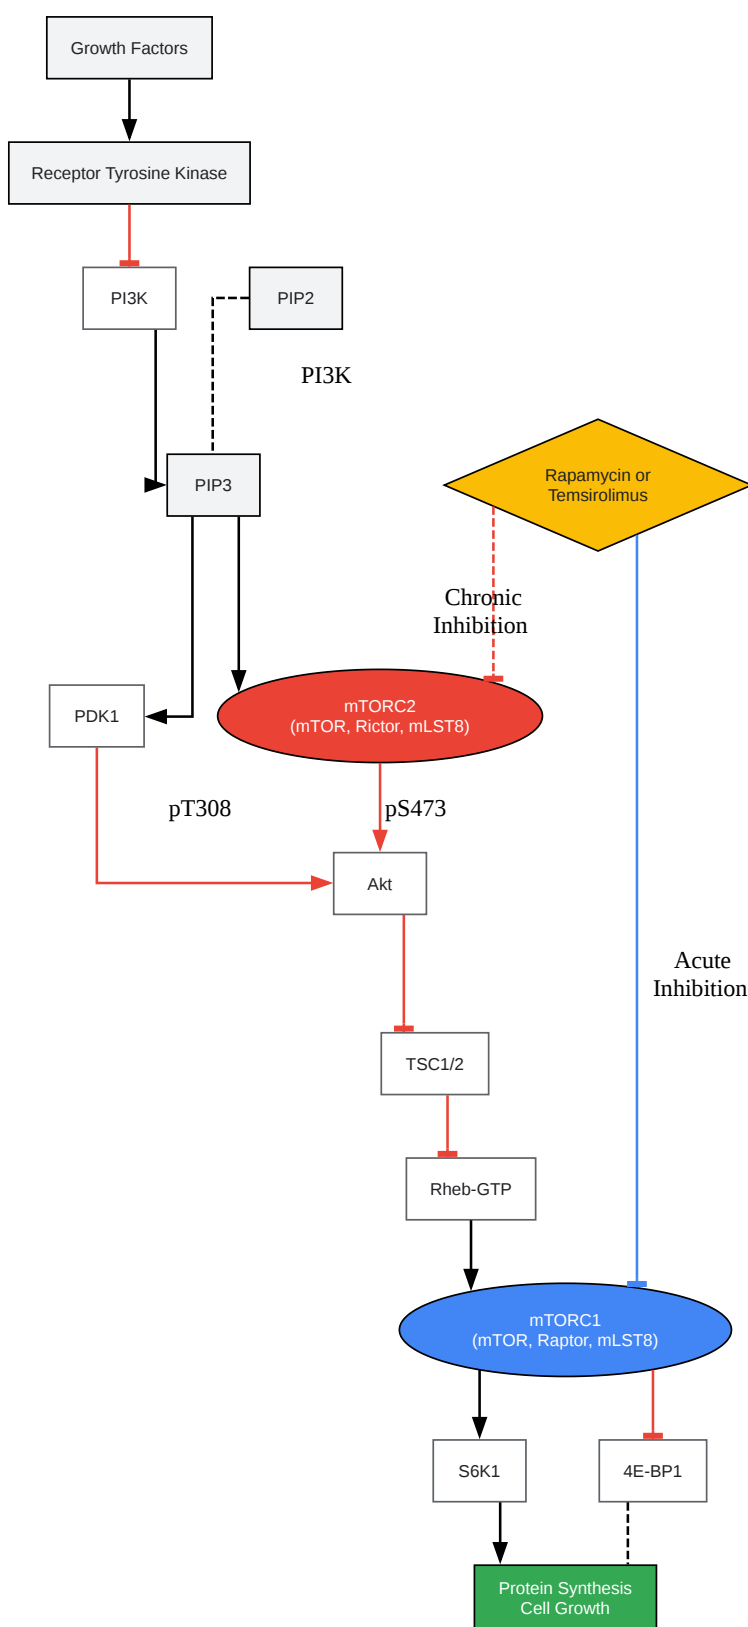 Growth Factors
Receptor Tyrosine Kinase
PI3K
PIP2
PI3K
PIP3
Rapamycin or
Temsirolimus
Chronic
Inhibition
PDK1
mTORC2
(mTOR, Rictor, mLST8)
pT308
pS473
Akt
Acute
Inhibition
TSC1/2
Rheb-GTP
mTORC1
(mTOR, Raptor, mLST8)
S6K1
4E-BP1
Protein Synthesis
Cell Growth